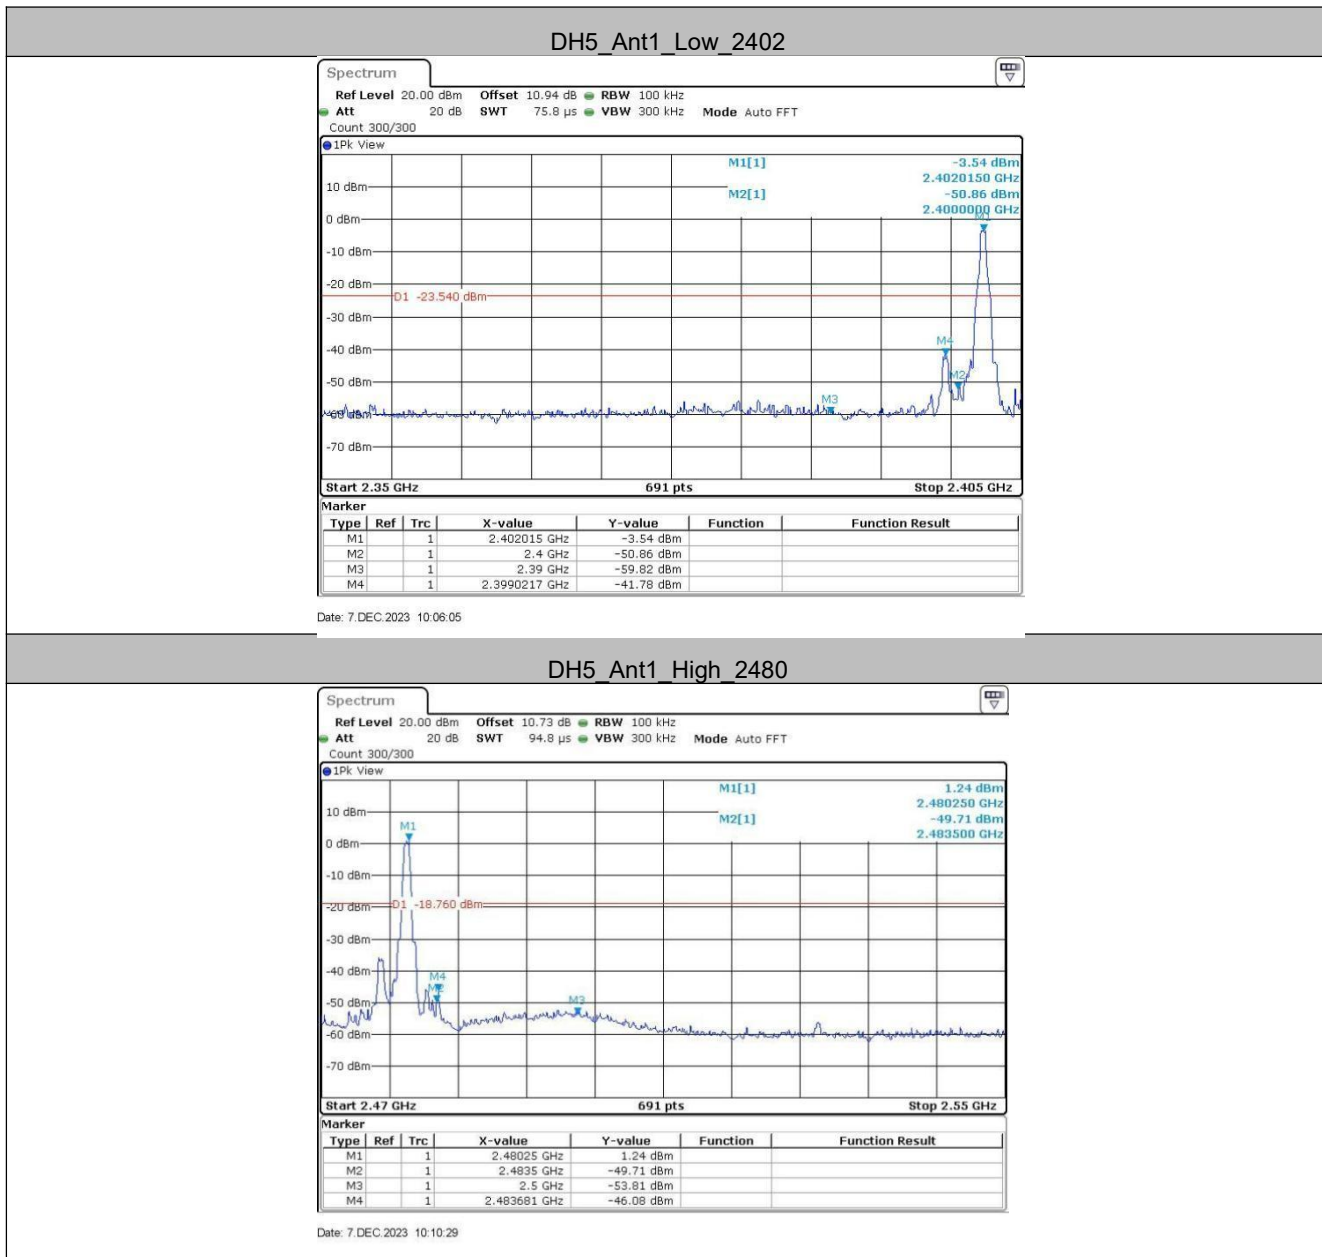 DH5_Ant1_Low_2402
Spectrum
Ref Level 20.00 dBm Offset 10.94 dB RBW 100 kHz
Att 20 dB SWT 75.8 µs VBW 300 kHz Mode Auto FFT
Count 300/300
1Pk View
M1[1] -3.54 dBm
2.4020150 GHz
M2[1] -50.86 dBm
2.4000000 GHz
M1
10 dBm
0 dBm
-10 dBm
-20 dBm
D1 -23.540 dBm
-30 dBm
-40 dBm
M4
-50 dBm
M2
M3
-60 dBm
-70 dBm
Start 2.35 GHz 691 pts Stop 2.405 GHz
Marker
Type Ref Trc X-value Y-value Function Function Result
M1 1 2.402015 GHz -3.54 dBm
M2 1 2.4 GHz -50.86 dBm
M3 1 2.39 GHz -59.82 dBm
M4 1 2.3990217 GHz -41.78 dBm
Date: 7.DEC.2023 10:06:05
DH5_Ant1_High_2480
Spectrum
Ref Level 20.00 dBm Offset 10.73 dB RBW 100 kHz
Att 20 dB SWT 94.8 µs VBW 300 kHz Mode Auto FFT
Count 300/300
1Pk View
M1[1] 1.24 dBm
2.480250 GHz
M2[1] -49.71 dBm
2.483500 GHz
10 dBm
M1
0 dBm
-10 dBm
-20 dBm
D1 -18.760 dBm
-30 dBm
-40 dBm
M4
M2
-50 dBm
M3
-60 dBm
-70 dBm
Start 2.47 GHz 691 pts Stop 2.55 GHz
Marker
Type Ref Trc X-value Y-value Function Function Result
M1 1 2.48025 GHz 1.24 dBm
M2 1 2.4835 GHz -49.71 dBm
M3 1 2.5 GHz -53.81 dBm
M4 1 2.483681 GHz -46.08 dBm
Date: 7.DEC.2023 10:10:29